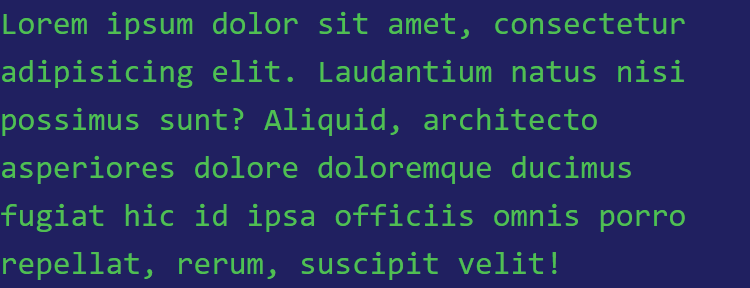 Lorem ipsum dolor sit amet, consectetur
adipisicing elit. Laudantium natus nisi
possimus sunt? Aliquid, architecto
asperiores dolore doloremque ducimus
fugiat hic id ipsa officiis omnis porro
repellat, rerum, suscipit velit!